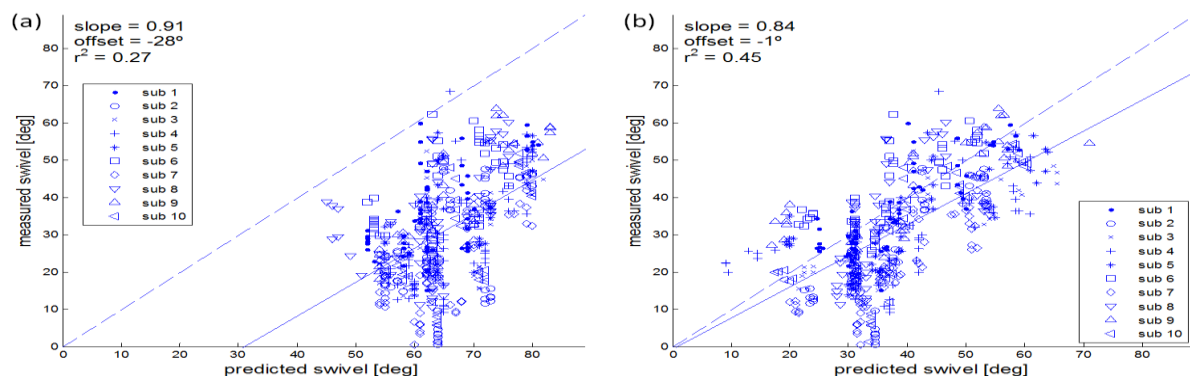 (a)
slope = 0.91
offset = -28º
r² = 0.27
measured swivel [deg]
80
70
60
50
40
30
20
10
0
0 10 20 30 40 50 60 70 80
predicted swivel [deg]
sub 1
sub 2
sub 3
sub 4
sub 5
sub 6
sub 7
sub 8
sub 9
sub 10
(b)
slope = 0.84
offset = -1º
r² = 0.45
measured swivel [deg]
80
70
60
50
40
30
20
10
0
0 10 20 30 40 50 60 70 80
predicted swivel [deg]
sub 1
sub 2
sub 3
sub 4
sub 5
sub 6
sub 7
sub 8
sub 9
sub 10